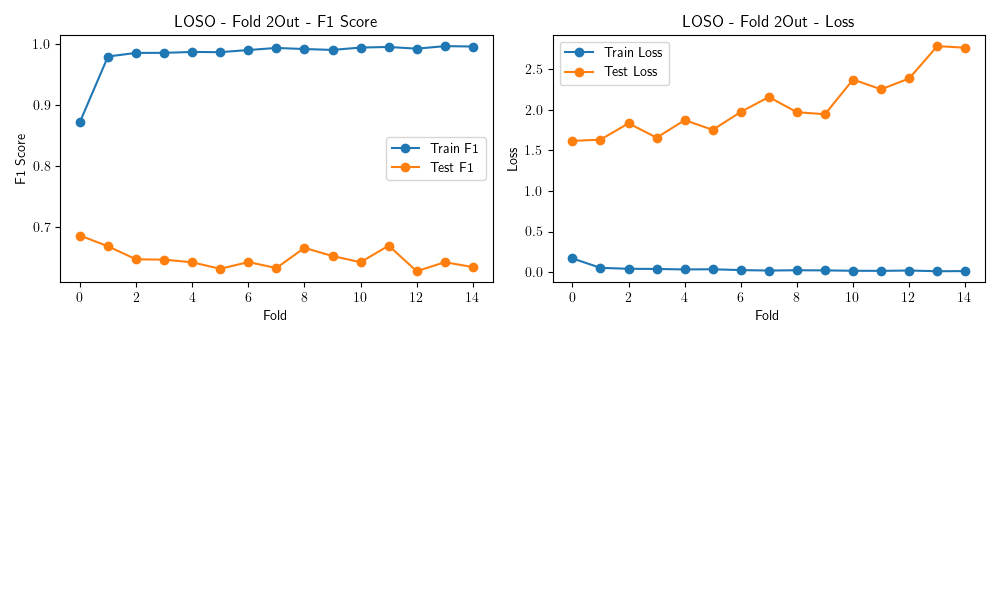 LOSO - Fold 2Out - F1 Score
1.0
0.9
0.8
0.7
F1 Score
Train F1
Test F1
0 2 4 6 8 10 12 14
Fold
LOSO - Fold 2Out - Loss
Train Loss
Test Loss
2.5
2.0
1.5
1.0
0.5
0.0
Loss
0 2 4 6 8 10 12 14
Fold